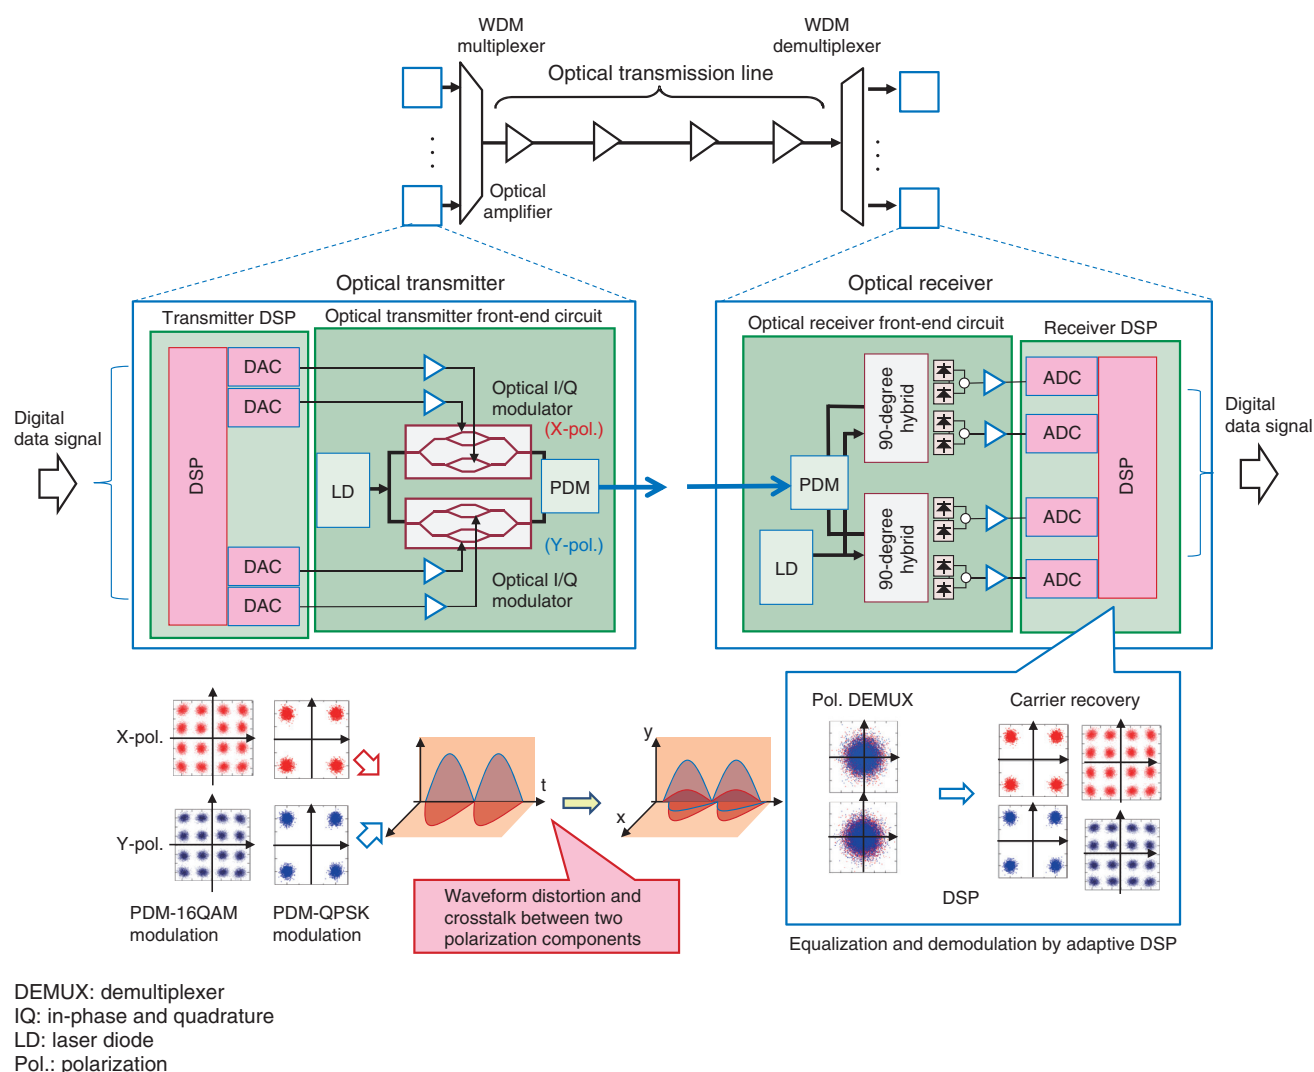 WDM
multiplexer
WDM
demultiplexer
Optical transmission line
Optical
amplifier
Optical transmitter
Optical receiver
Transmitter DSP
Optical transmitter front-end circuit
Optical receiver front-end circuit
Receiver DSP
DAC
DAC
DAC
DAC
DSP
Digital
data signal
Optical I/Q
modulator
(X-pol.)
LD
PDM
(Y-pol.)
Optical I/Q
modulator
PDM
LD
90-degree
hybrid
90-degree
hybrid
ADC
ADC
ADC
ADC
DSP
Digital
data signal
X-pol.
Y-pol.
PDM-16QAM
modulation
PDM-QPSK
modulation
t
y
x
Waveform distortion and
crosstalk between two
polarization components
Pol. DEMUX
Carrier recovery
DSP
Equalization and demodulation by adaptive DSP
DEMUX: demultiplexer
IQ: in-phase and quadrature
LD: laser diode
Pol.: polarization